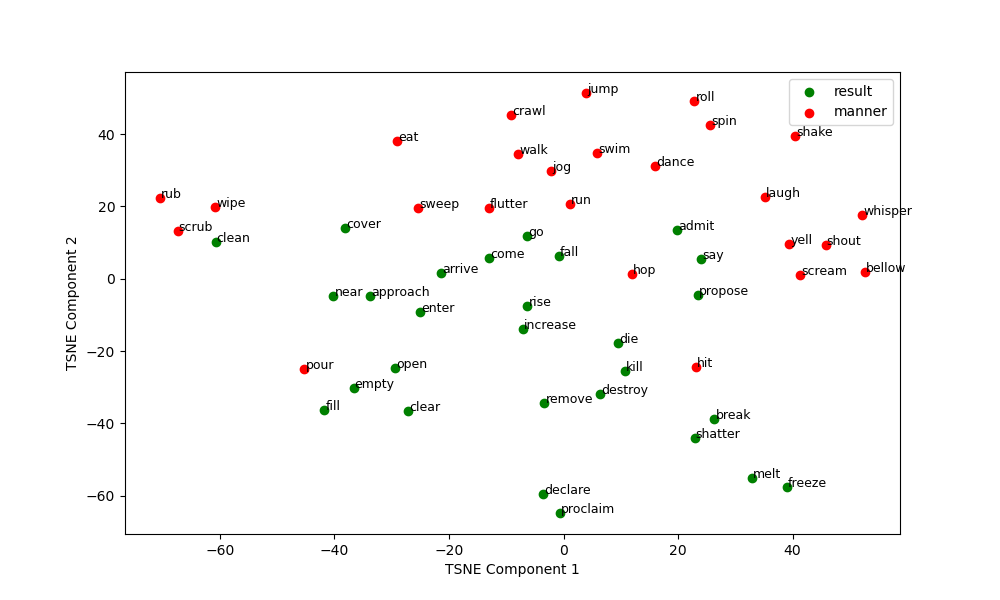 result
manner
jump
roll
crawl
spin
shake
eat
walk
swim
jog
dance
rub
wipe
sweep
flutter
run
laugh
whisper
scrub
clean
cover
go
admit
yell
shout
come
fall
say
arrive
hop
scream
bellow
near
approach
enter
rise
propose
increase
die
pour
open
kill
hit
empty
destroy
fill
clear
remove
break
shatter
melt
freeze
declare
proclaim
40
20
0
−20
−40
−60
TSNE Component 2
−60
−40
−20
0
20
40
TSNE Component 1